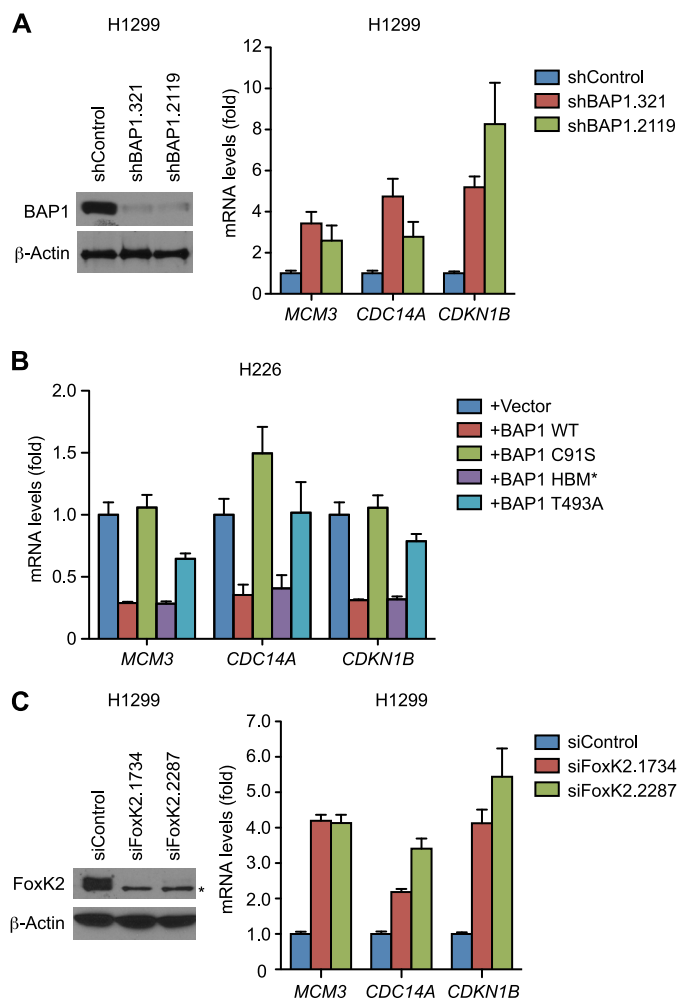 A
H1299
shControl
shBAP1.321
shBAP1.2119
BAP1
β-Actin
H1299
mRNA levels (fold)
12
10
8
6
4
2
0
MCM3 CDC14A CDKN1B
shControl
shBAP1.321
shBAP1.2119
B
H226
mRNA levels (fold)
2.0
1.5
1.0
0.5
0
MCM3 CDC14A CDKN1B
+Vector
+BAP1 WT
+BAP1 C91S
+BAP1 HBM*
+BAP1 T493A
C
H1299
siControl
siFoxK2.1734
siFoxK2.2287
FoxK2
*
β-Actin
H1299
mRNA levels (fold)
7.0
6.0
5.0
4.0
3.0
2.0
1.0
0
MCM3 CDC14A CDKN1B
siControl
siFoxK2.1734
siFoxK2.2287